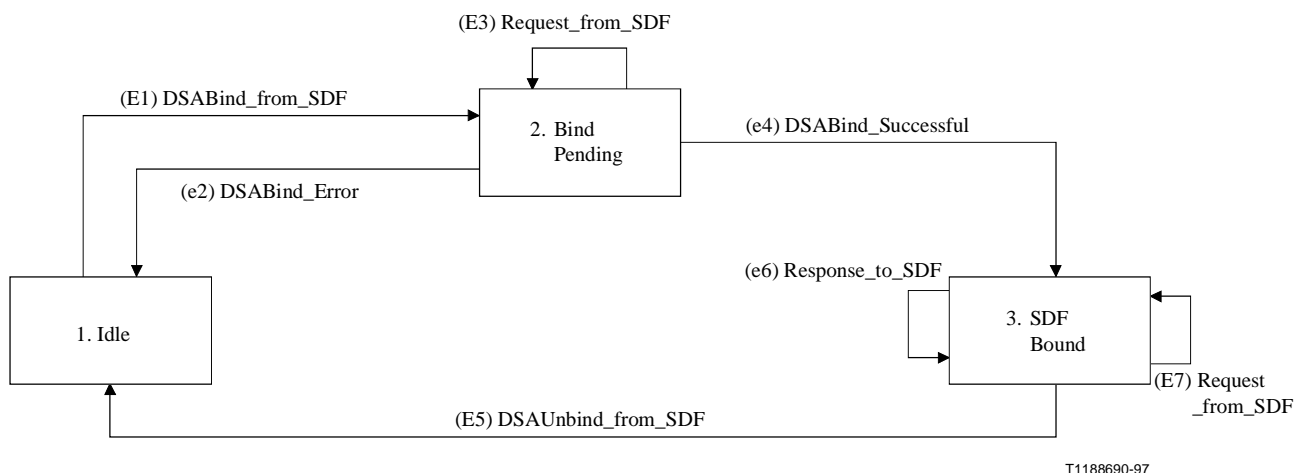 (E3) Request_from_SDF
(E1) DSABind_from_SDF
2. Bind
Pending
(e4) DSABind_Successful
(e2) DSABind_Error
(e6) Response_to_SDF
1. Idle
3. SDF
Bound
(E7) Request
_from_SDF
(E5) DSAUnbind_from_SDF
T1188690-97